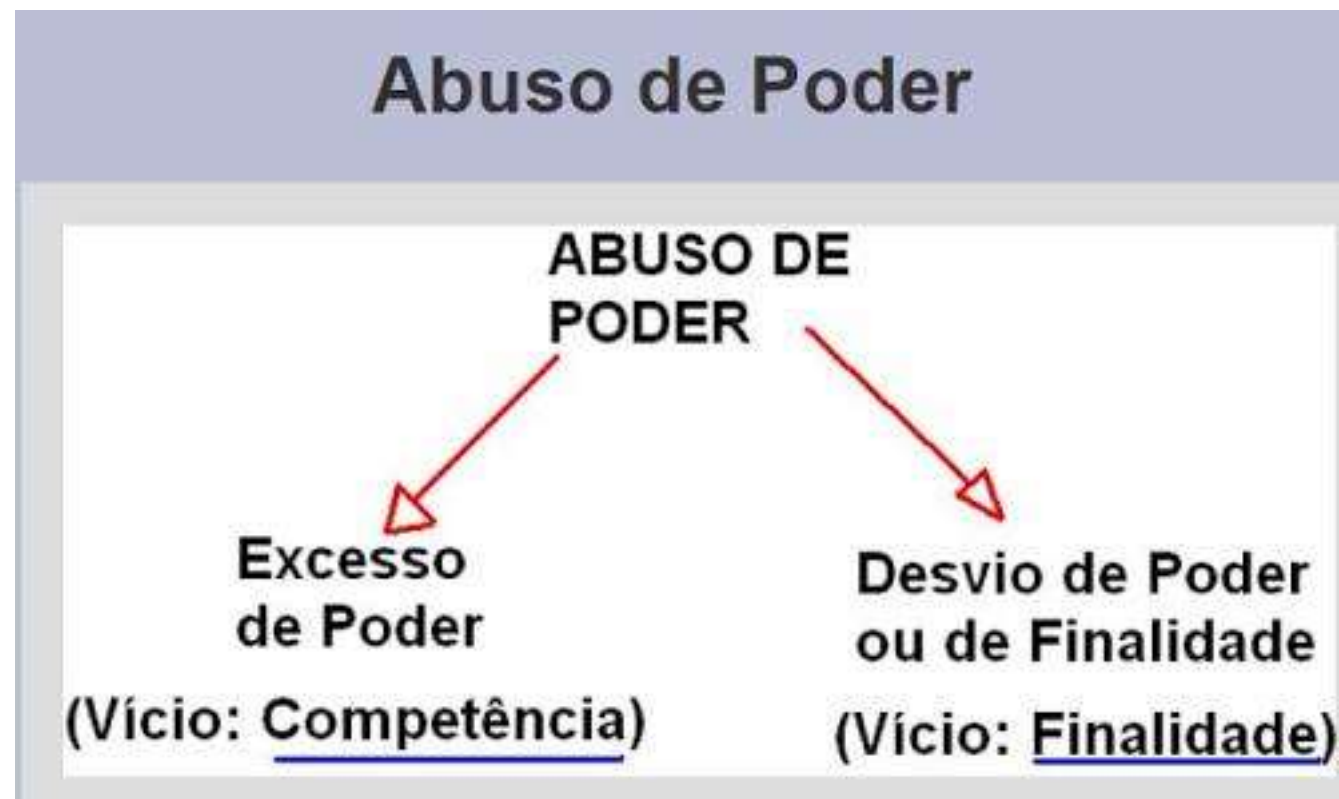 Abuso de Poder
ABUSO DE
PODER
Excesso
de Poder
(Vício: Competência)
Desvio de Poder
ou de Finalidade
(Vício: Finalidade)